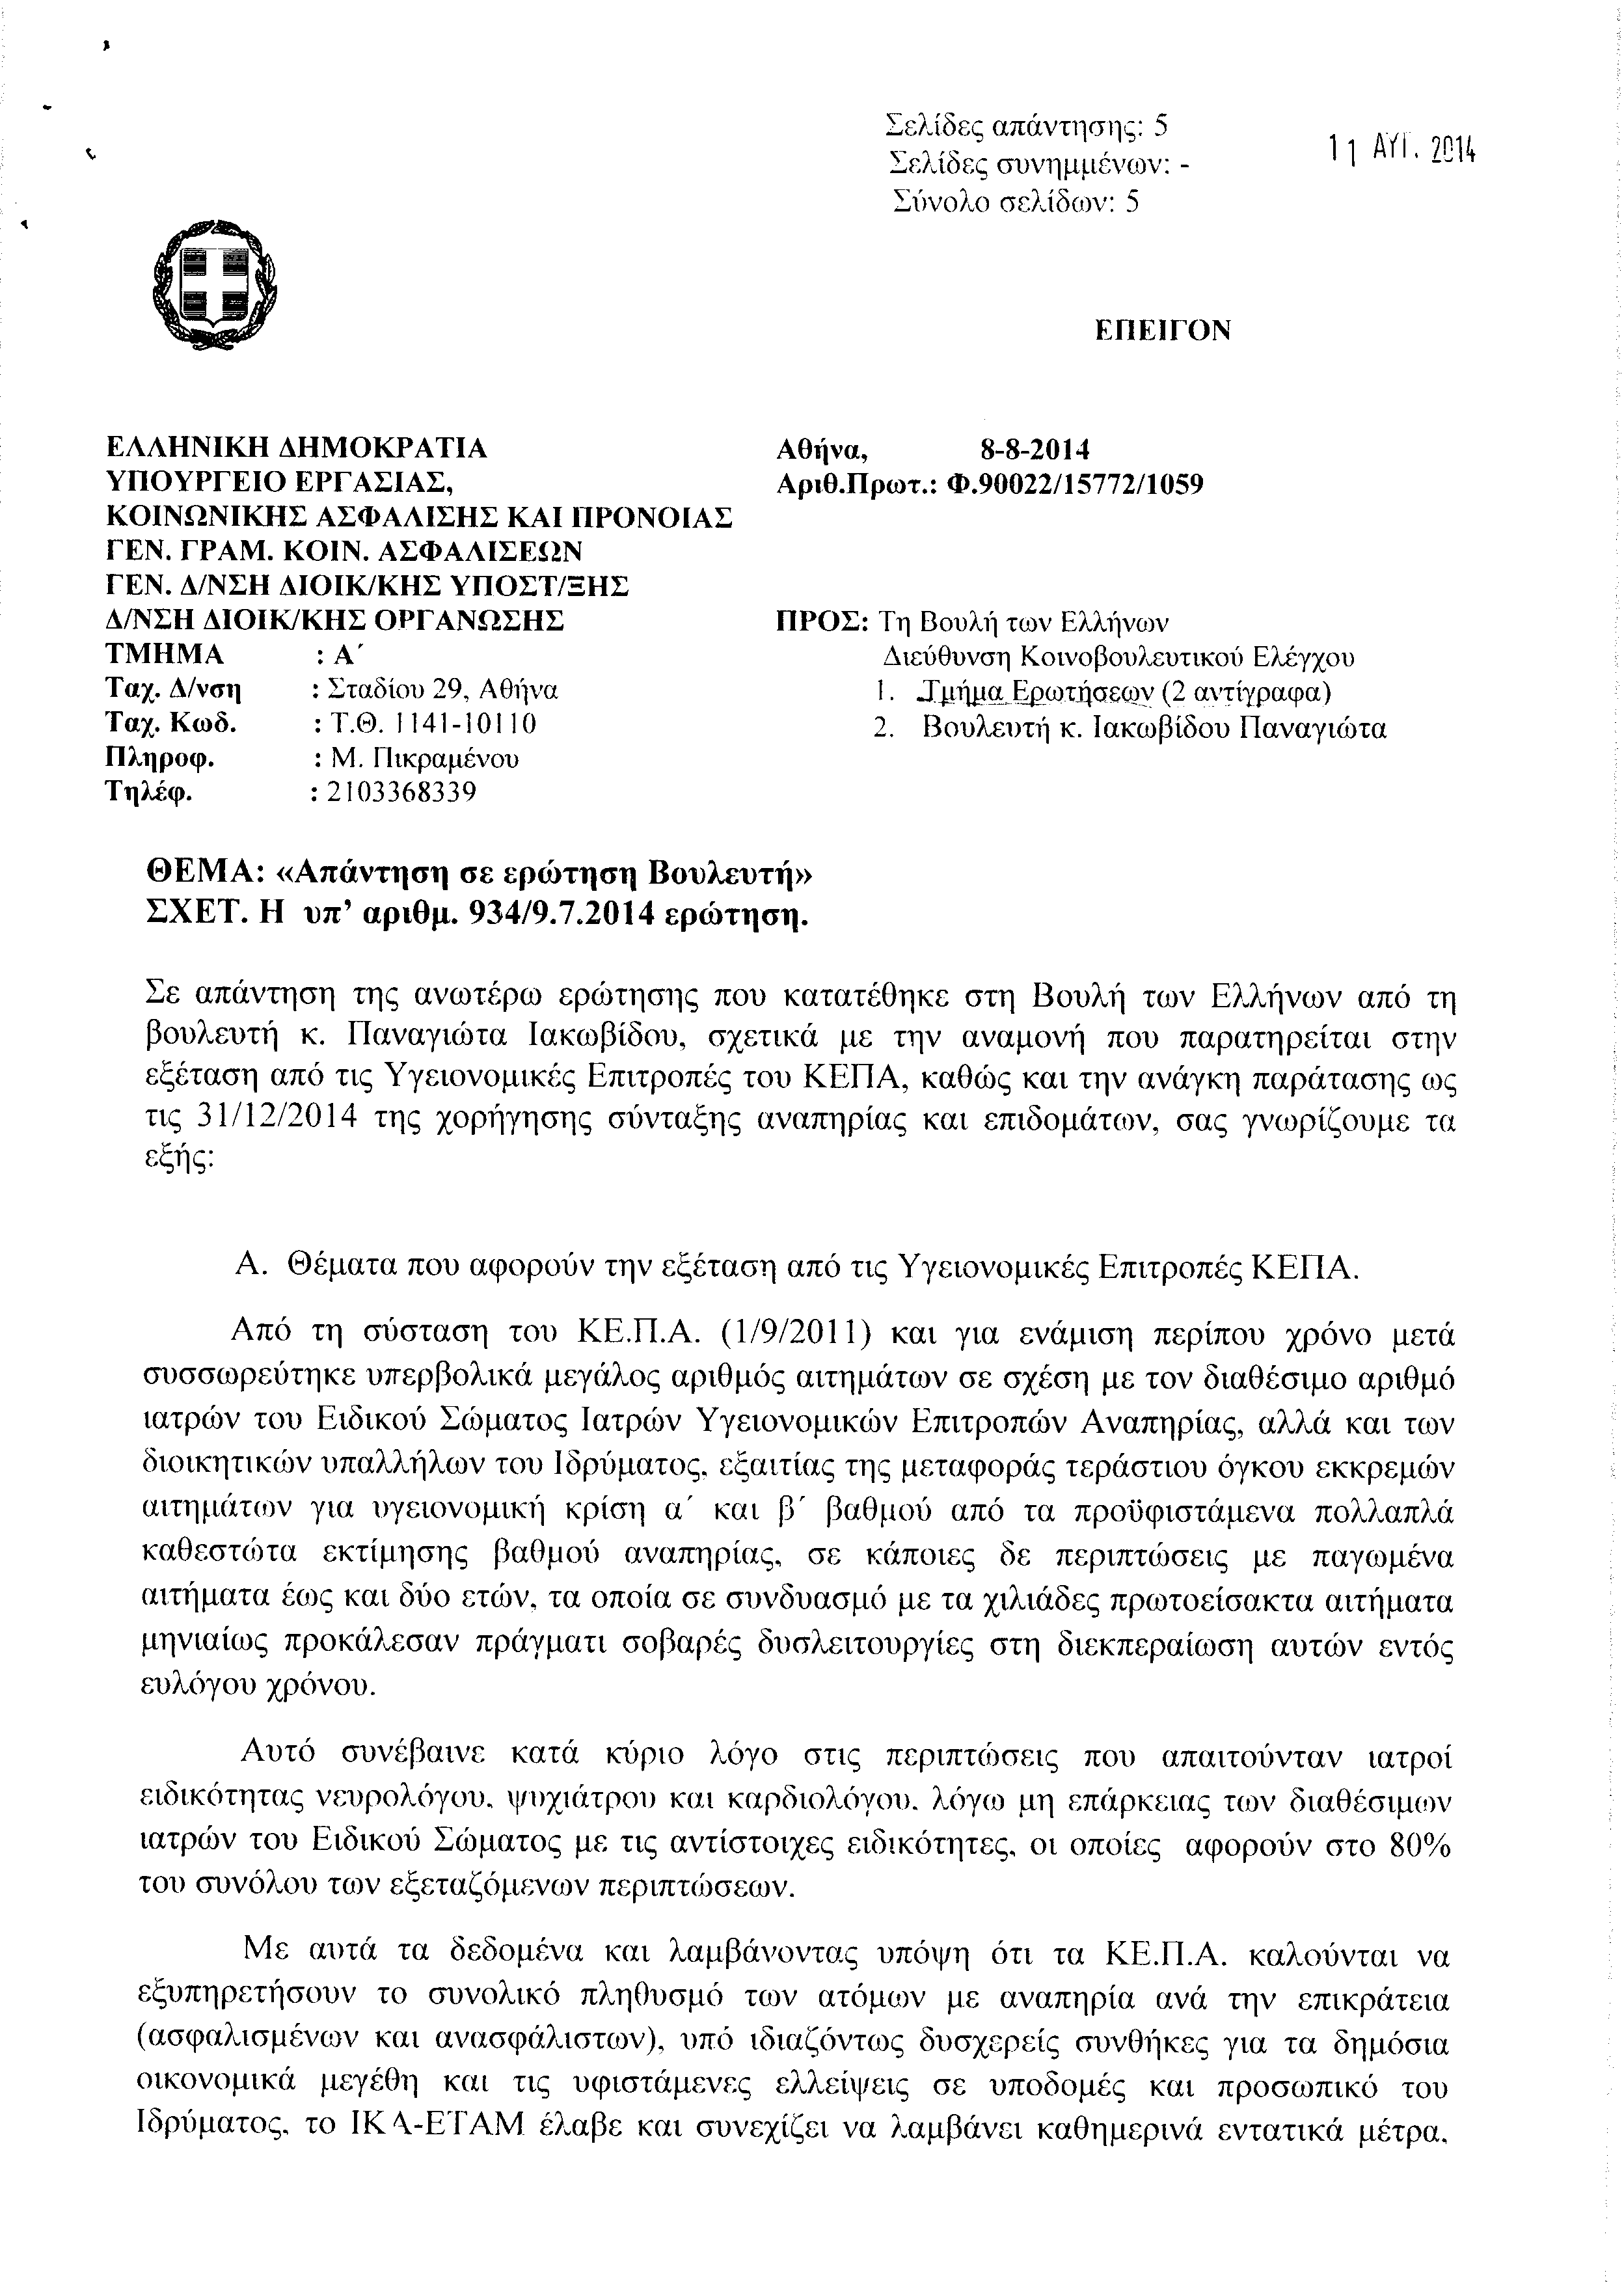 Σελίδες απάντησης: 5
Σελίδες συνημμένων: -
Σύνολο σελίδων: 5
11 ΑΥΓ. 2014
ΕΠΕΙΓΟΝ
ΕΛΛΗΝΙΚΗ ΔΗΜΟΚΡΑΤΙΑ
ΥΠΟΥΡΓΕΙΟ ΕΡΓΑΣΙΑΣ,
ΚΟΙΝΩΝΙΚΗΣ ΑΣΦΑΛΙΣΗΣ ΚΑΙ ΠΡΟΝΟΙΑΣ
ΓΕΝ. ΓΡΑΜ. ΚΟΙΝ. ΑΣΦΑΛΙΣΕΩΝ
ΓΕΝ. Δ/ΝΣΗ ΔΙΟΙΚ/ΚΗΣ ΥΠΟΣΤ/ΞΗΣ
Δ/ΝΣΗ ΔΙΟΙΚ/ΚΗΣ ΟΡΓΑΝΩΣΗΣ
ΤΜΗΜΑ : Α΄
Ταχ. Δ/νση : Σταδίου 29, Αθήνα
Ταχ. Κωδ. : Τ.Θ. 1141-10110
Πληροφ. : Μ. Πικραμένου
Τηλέφ. : 2103368339
Αθήνα, 8-8-2014
Αριθ.Πρωτ.: Φ.90022/15772/1059
ΠΡΟΣ: Τη Βουλή των Ελλήνων
Διεύθυνση Κοινοβουλευτικού Ελέγχου
1. Τμήμα Ερωτήσεων (2 αντίγραφα)
2. Βουλευτή κ. Ιακωβίδου Παναγιώτα
ΘΕΜΑ: «Απάντηση σε ερώτηση Βουλευτή»
ΣΧΕΤ. Η υπ’ αριθμ. 934/9.7.2014 ερώτηση.
Σε απάντηση της ανωτέρω ερώτησης που κατατέθηκε στη Βουλή των Ελλήνων από τη
βουλευτή κ. Παναγιώτα Ιακωβίδου, σχετικά με την αναμονή που παρατηρείται στην
εξέταση από τις Υγειονομικές Επιτροπές του ΚΕΠΑ, καθώς και την ανάγκη παράτασης ως
τις 31/12/2014 της χορήγησης σύνταξης αναπηρίας και επιδομάτων, σας γνωρίζουμε τα
εξής:
Α. Θέματα που αφορούν την εξέταση από τις Υγειονομικές Επιτροπές ΚΕΠΑ.
Από τη σύσταση του ΚΕ.Π.Α. (1/9/2011) και για ενάμιση περίπου χρόνο μετά
συσσωρεύτηκε υπερβολικά μεγάλος αριθμός αιτημάτων σε σχέση με τον διαθέσιμο αριθμό
ιατρών του Ειδικού Σώματος Ιατρών Υγειονομικών Επιτροπών Αναπηρίας, αλλά και των
διοικητικών υπαλλήλων του Ιδρύματος, εξαιτίας της μεταφοράς τεράστιου όγκου εκκρεμών
αιτημάτων για υγειονομική κρίση α΄ και β΄ βαθμού από τα προϋφιστάμενα πολλαπλά
καθεστώτα εκτίμησης βαθμού αναπηρίας, σε κάποιες δε περιπτώσεις με παγωμένα
αιτήματα έως και δύο ετών, τα οποία σε συνδυασμό με τα χιλιάδες πρωτοείσακτα αιτήματα
μηνιαίως προκάλεσαν πράγματι σοβαρές δυσλειτουργίες στη διεκπεραίωση αυτών εντός
ευλόγου χρόνου.
Αυτό συνέβαινε κατά κύριο λόγο στις περιπτώσεις που απαιτούνταν ιατροί
ειδικότητας νευρολόγου, ψυχιάτρου και καρδιολόγου, λόγω μη επάρκειας των διαθέσιμων
ιατρών του Ειδικού Σώματος με τις αντίστοιχες ειδικότητες, οι οποίες αφορούν στο 80%
του συνόλου των εξεταζόμενων περιπτώσεων.
Με αυτά τα δεδομένα και λαμβάνοντας υπόψη ότι τα ΚΕ.Π.Α. καλούνται να
εξυπηρετήσουν το συνολικό πληθυσμό των ατόμων με αναπηρία ανά την επικράτεια
(ασφαλισμένων και ανασφάλιστων), υπό ιδιαζόντως δυσχερείς συνθήκες για τα δημόσια
οικονομικά μεγέθη και τις υφιστάμενες ελλείψεις σε υποδομές και προσωπικό του
Ιδρύματος, το ΙΚΑ-ΕΤΑΜ έλαβε και συνεχίζει να λαμβάνει καθημερινά εντατικά μέτρα,